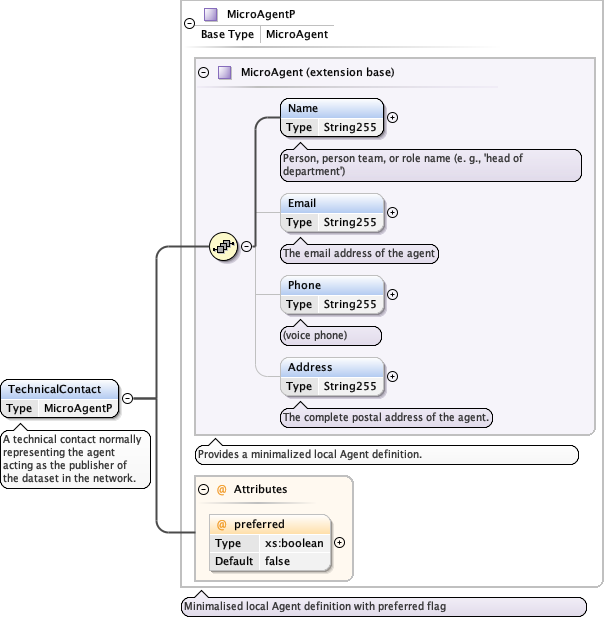 MicroAgentP
Base Type MicroAgent
MicroAgent (extension base)
Name
Type String255
Person, person team, or role name (e. g., 'head of
department')
Email
Type String255
The email address of the agent
Phone
Type String255
(voice phone)
Address
Type String255
The complete postal address of the agent.
TechnicalContact
Type MicroAgentP
A technical contact normally
representing the agent
acting as the publisher of
the dataset in the network.
Provides a minimalized local Agent definition.
@ Attributes
@ preferred
Type xs:boolean
Default false
Minimalised local Agent definition with preferred flag